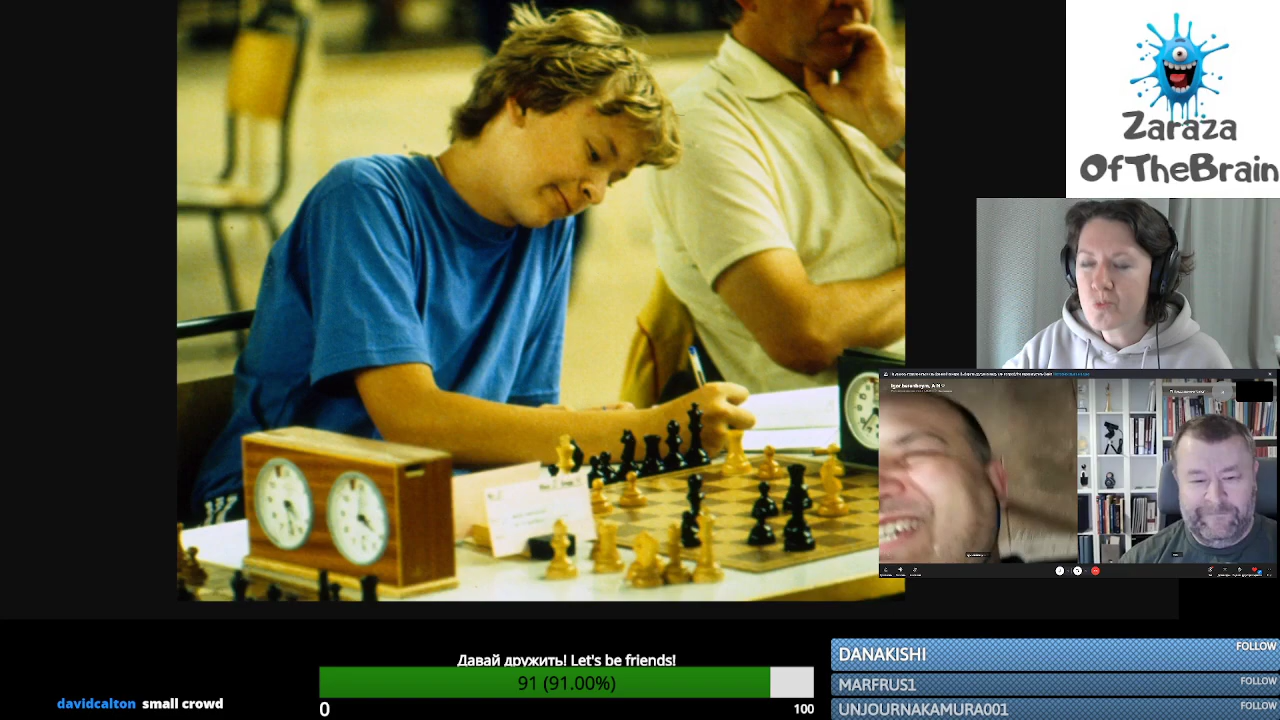 Zaraza
OfTheBrain
Давай дружить! Let's be friends!
91 (91.00%)
0
100
davidcalton small crowd
DANAKISHI
FOLLOW
MARFRUS1
FOLLOW
UNJOURNAKAMURA001
FOLLOW